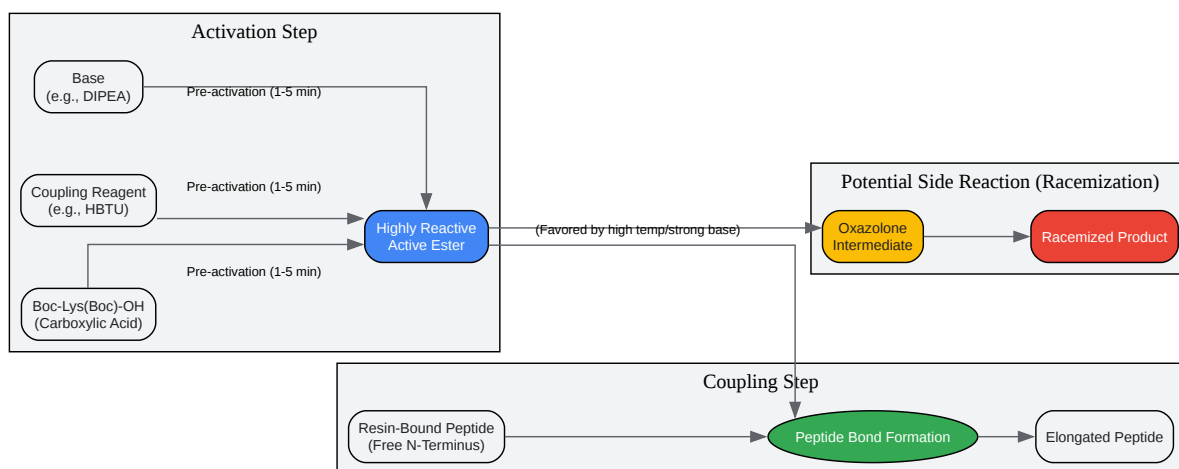 Activation Step
Base
(e.g., DIPEA)
Pre-activation (1-5 min)
Coupling Reagent
(e.g., HBTU)
Pre-activation (1-5 min)
Boc-Lys(Boc)-OH
(Carboxylic Acid)
Pre-activation (1-5 min)
Highly Reactive
Active Ester
(Favored by high temp/strong base)
Potential Side Reaction (Racemization)
Oxazolone
Intermediate
Racemized Product
Coupling Step
Resin-Bound Peptide
(Free N-Terminus)
Peptide Bond Formation
Elongated Peptide